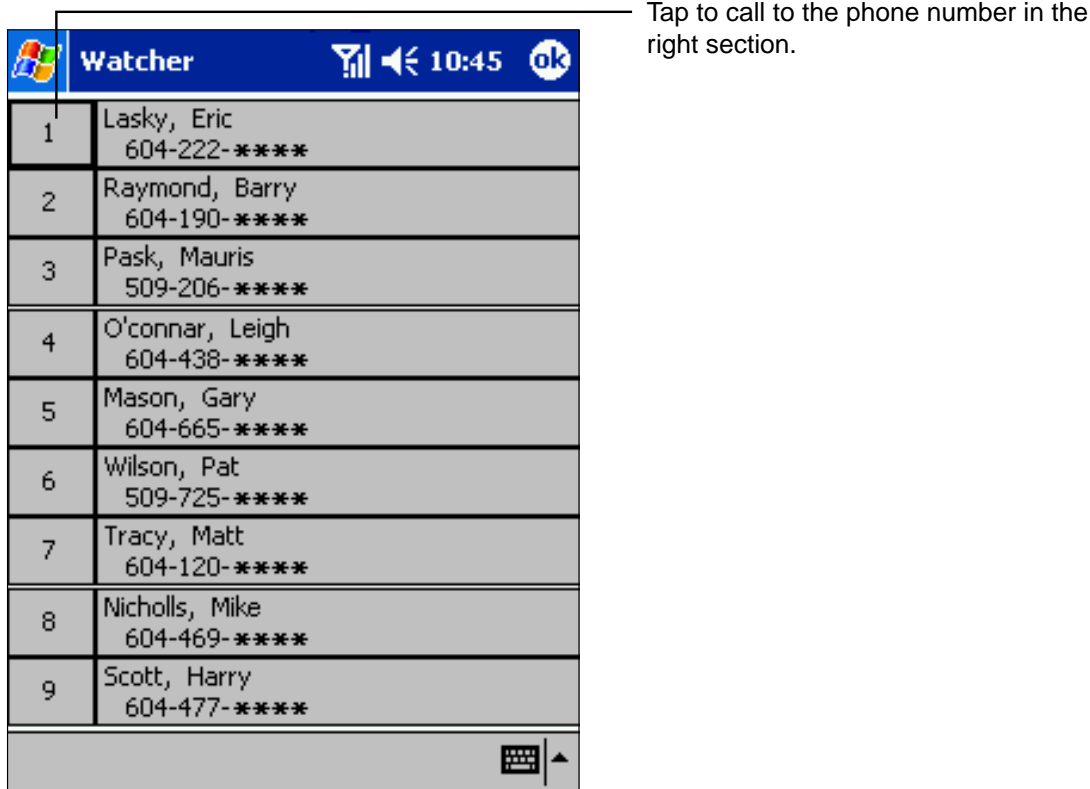 Tap to call to the phone number in the
right section.
Watcher 10:45 ok
1 Lasky, Eric
604-222-****
2 Raymond, Barry
604-190-****
3 Pask, Mauris
509-206-****
4 O'connar, Leigh
604-438-****
5 Mason, Gary
604-665-****
6 Wilson, Pat
509-725-****
7 Tracy, Matt
604-120-****
8 Nicholls, Mike
604-469-****
9 Scott, Harry
604-477-****